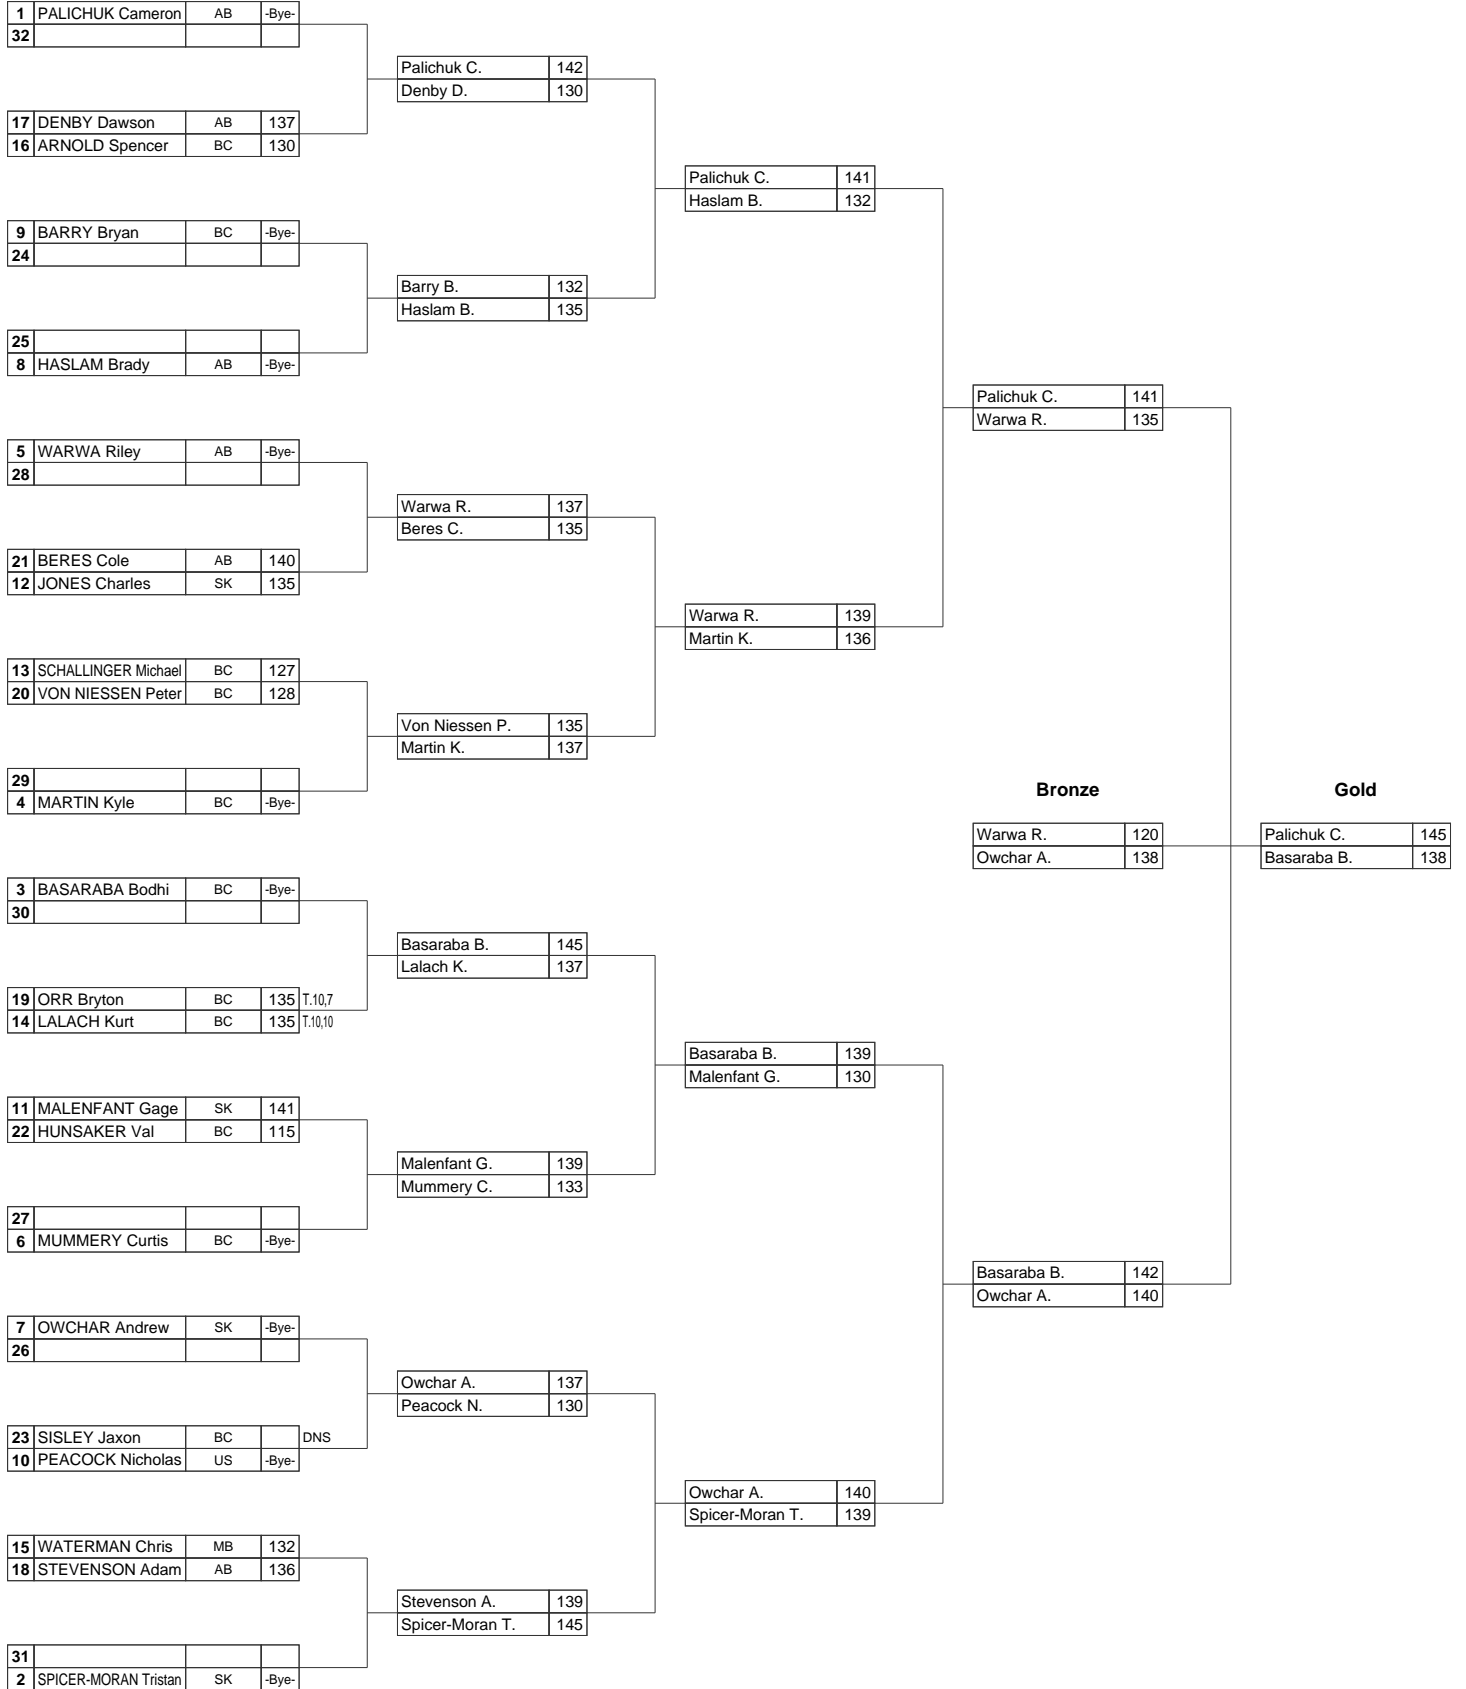 1 PALICHUK Cameron AB -Bye-
32
Palichuk C. 142
Denby D. 130
17 DENBY Dawson AB 137
16 ARNOLD Spencer BC 130
Palichuk C. 141
Haslam B. 132
9 BARRY Bryan BC -Bye-
24
Barry B. 132
Haslam B. 135
25
8 HASLAM Brady AB -Bye-
Palichuk C. 141
Warwa R. 135
5 WARWA Riley AB -Bye-
28
Warwa R. 137
Beres C. 135
21 BERES Cole AB 140
12 JONES Charles SK 135
Warwa R. 139
Martin K. 136
13 SCHALLINGER Michael BC 127
20 VON NIESSEN Peter BC 128
Von Niessen P. 135
Martin K. 137
29
4 MARTIN Kyle BC -Bye-
Bronze Gold
Warwa R. 120 Palichuk C. 145
Owchar A. 138 Basaraba B. 138
3 BASARABA Bodhi BC -Bye-
30
Basaraba B. 145
Lalach K. 137
19 ORR Bryton BC 135 T.10,7
14 LALACH Kurt BC 135 T.10,10
Basaraba B. 139
Malenfant G. 130
11 MALENFANT Gage SK 141
22 HUNSAKER Val BC 115
Malenfant G. 139
Mummery C. 133
27
6 MUMMERY Curtis BC -Bye-
Basaraba B. 142
Owchar A. 140
7 OWCHAR Andrew SK -Bye-
26
Owchar A. 137
Peacock N. 130
23 SISLEY Jaxon BC DNS
10 PEACOCK Nicholas US -Bye-
Owchar A. 140
Spicer-Moran T. 139
15 WATERMAN Chris MB 132
18 STEVENSON Adam AB 136
Stevenson A. 139
Spicer-Moran T. 145
31
2 SPICER-MORAN Tristan SK -Bye-